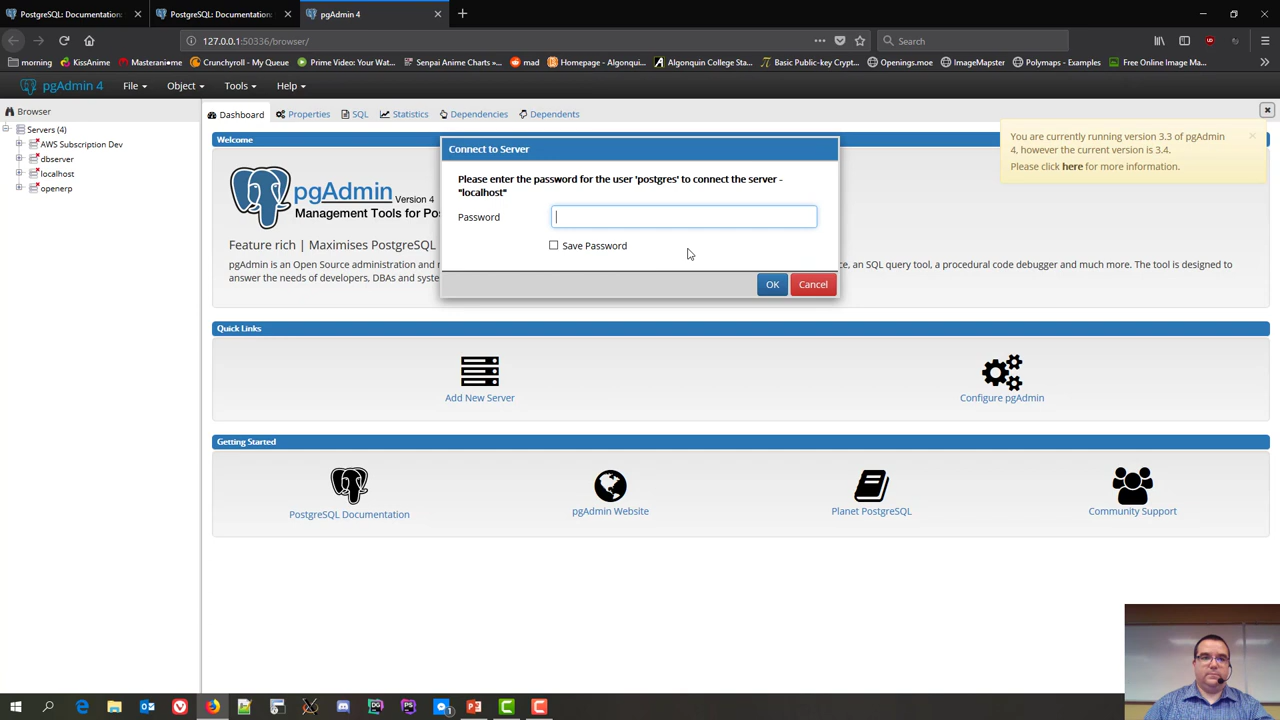 PostgreSQL: Documentation:
PostgreSQL: Documentation:
pgAdmin 4
127.0.0.1:50336/browser/
Search
morning
KissAnime
Masterani●me
Crunchyroll - My Queue
Prime Video: Your Wat...
Senpai Anime Charts »...
mad
Homepage - Algonqui...
Algonquin College Sta...
Basic Public-key Crypt...
Openings.moe
ImageMapster
Polymaps - Examples
Free Online Image Ma...
pgAdmin 4
File
Object
Tools
Help
Browser
Servers (4)
AWS Subscription Dev
dbserver
localhost
openerp
Dashboard
Properties
SQL
Statistics
Dependencies
Dependents
Welcome
pgAdmin Version 4
Management Tools for Po
Feature rich | Maximises PostgreSQL
pgAdmin is an Open Source administration and
answer the needs of developers, DBAs and syste
ce, an SQL query tool, a procedural code debugger and much more. The tool is designed to
Connect to Server
Please enter the password for the user 'postgres' to connect the server -
"localhost"
Password
Save Password
OK
Cancel
You are currently running version 3.3 of pgAdmin
4, however the current version is 3.4.
Please click here for more information.
Quick Links
Add New Server
Configure pgAdmin
Getting Started
PostgreSQL Documentation
pgAdmin Website
Planet PostgreSQL
Community Support